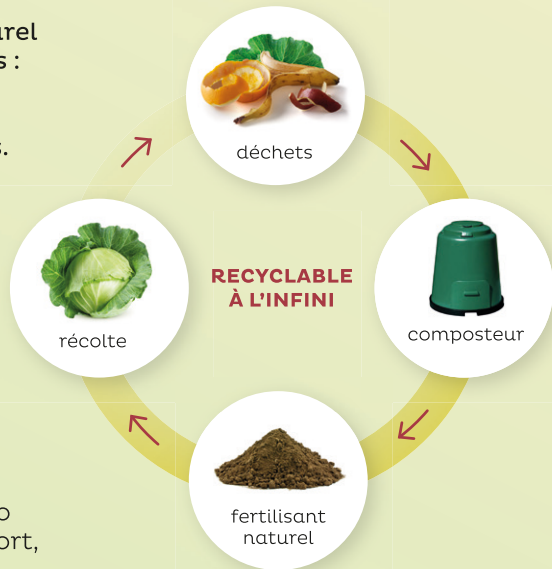 s :
s.
déchets
RECYCLABLE
À L'INFINI
composteur
récolte
fertilisant
naturel